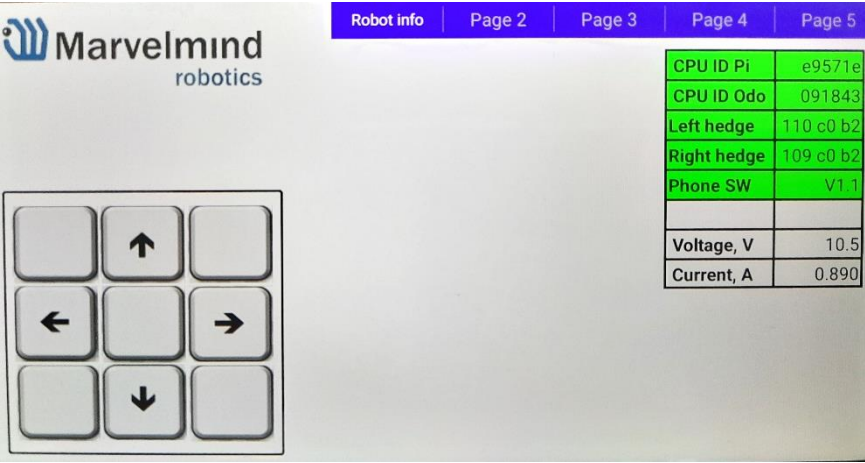 Marvelmind
robotics
Robot info Page 2 Page 3 Page 4 Page 5
CPU ID Pi e9571e
CPU ID Odo 091843
Left hedge 110 c0 b2
Right hedge 109 c0 b2
Phone SW V1.1
Voltage, V 10.5
Current, A 0.890
↑
← →
↓